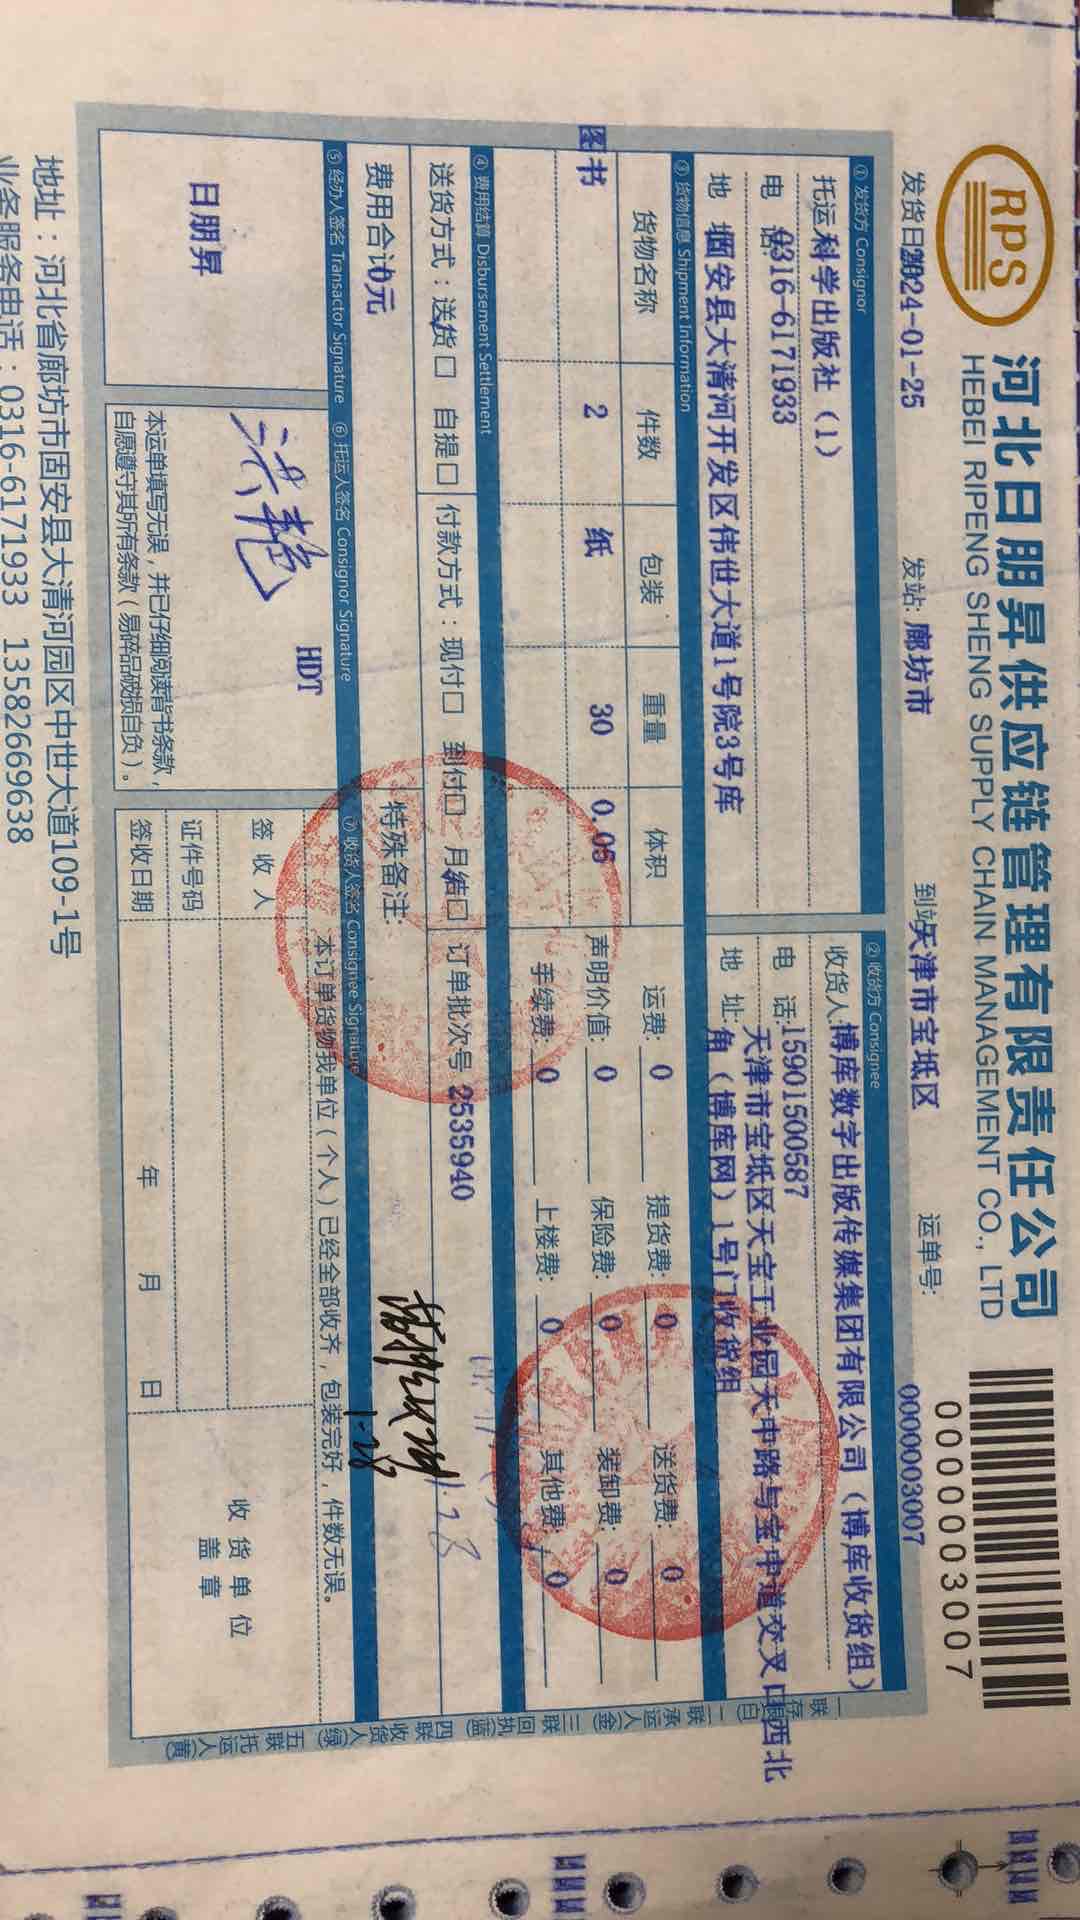 RPS
河北日朋昇供应链管理有限责任公司
HEBEI RIPENG SHENG SUPPLY CHAIN MANAGEMENT CO., LTD
0000003007
发货日期2024-01-25 发站: 廊坊市 到站天津市宝坻区 运单号: 0000003007
① 发货方 Consignor ② 收货方 Consignee
托运科学出版社 (1) 收货人博库数字出版传媒集团有限公司 (博库收货组)
电 话0316-6171933 电 话:15901500587
地 址固安县大清河开发区伟世大道1号院3号库 地 址: 天津市宝坻区天宝工业园天中路与宝中道交叉口西北
角 (博库网) 1号门收货组
③ 货物信息 Shipment Information
货物名称 件数 包装 重量 体积 运费: 0 提货费: 0 送货费: 0
图书 2 纸 30 0.05 声明价值: 0 保险费: 0 装卸费: 0
手续费: 0 上楼费: 0 其他费: 0
④ 费用结算 Disbursement Settlement
送货方式: 送货□ 自提□ 付款方式: 现付□ 到付□ 月结□ 订单批次号 2535940
费用合计0元 特殊备注:
1.28
1-28
⑤ 经办人签名 Transactor Signature ⑥ 托运人签名 Consignor Signature ⑦ 收货人签名 Consignee Signature
日朋昇
HDT
本运单填写无误, 并已仔细阅读背书条款,
自愿遵守其所有条款 (易碎品破损自负)。
本订单货物我单位 (个人) 已经全部收齐, 包装完好, 件数无误。
签收人
证件号码
签收日期 年 月 日
收货单位
盖章
一联存根(白) 二联承运人(金) 三联回执(蓝) 四联收货人(绿) 五联托运人(黄)
地址: 河北省廊坊市固安县大清河园区中世大道109-1号
业务服务电话: 0316-6171933 13582669638